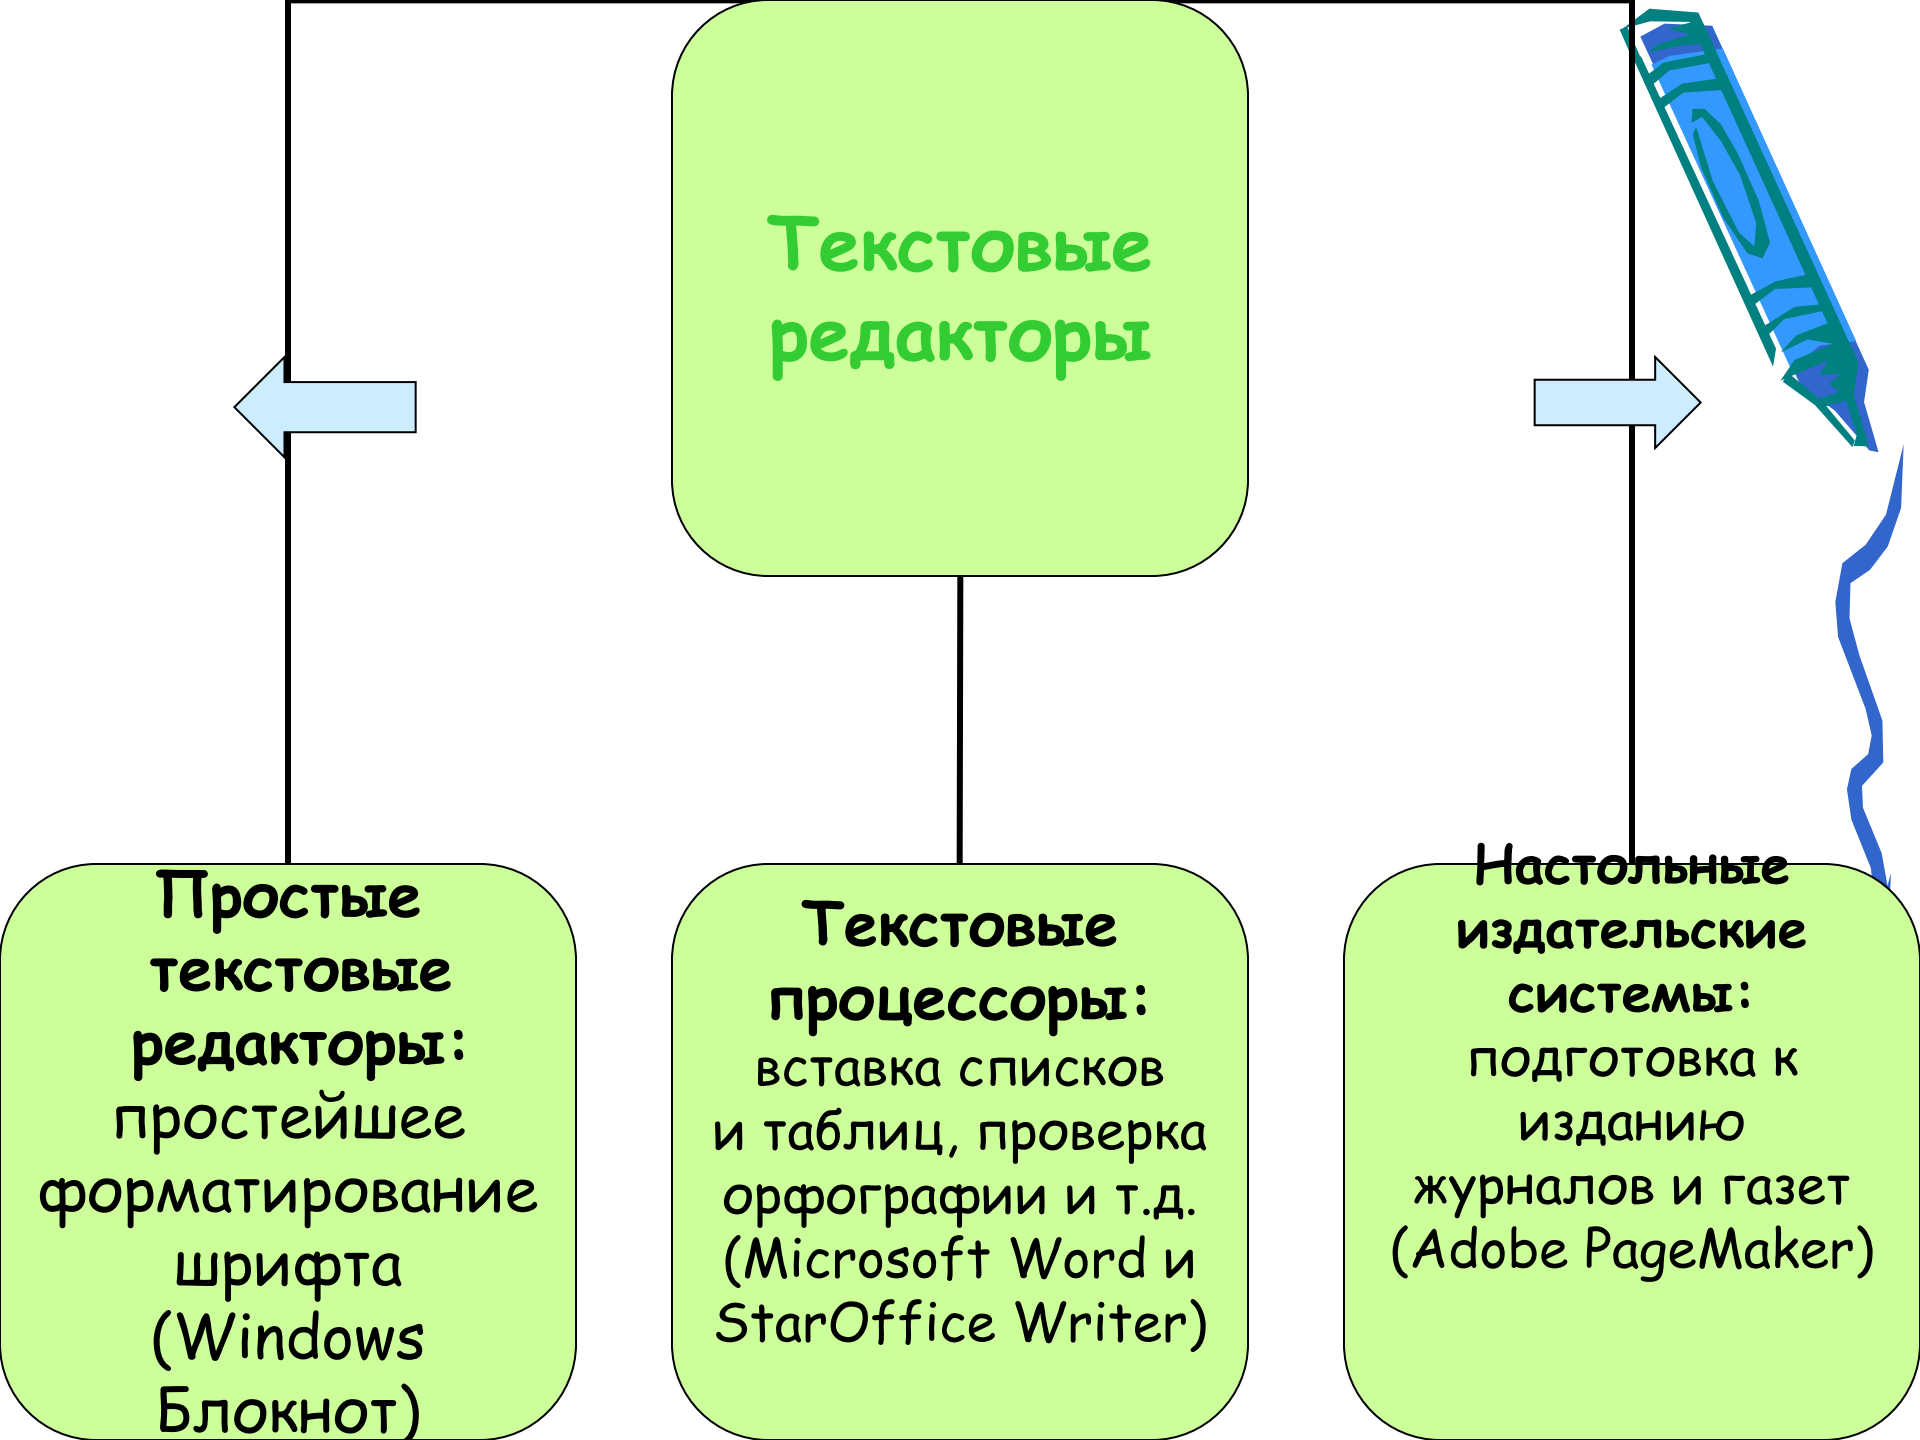 Текстовые
редакторы
Простые
текстовые
редакторы:
простейшее
форматирование
шрифта
(Windows
Блокнот)
Текстовые
процессоры:
вставка списков
и таблиц, проверка
орфографии и т.д.
(Microsoft Word и
StarOffice Writer)
Настольные
издательские
системы:
подготовка к
изданию
журналов и газет
(Adobe PageMaker)